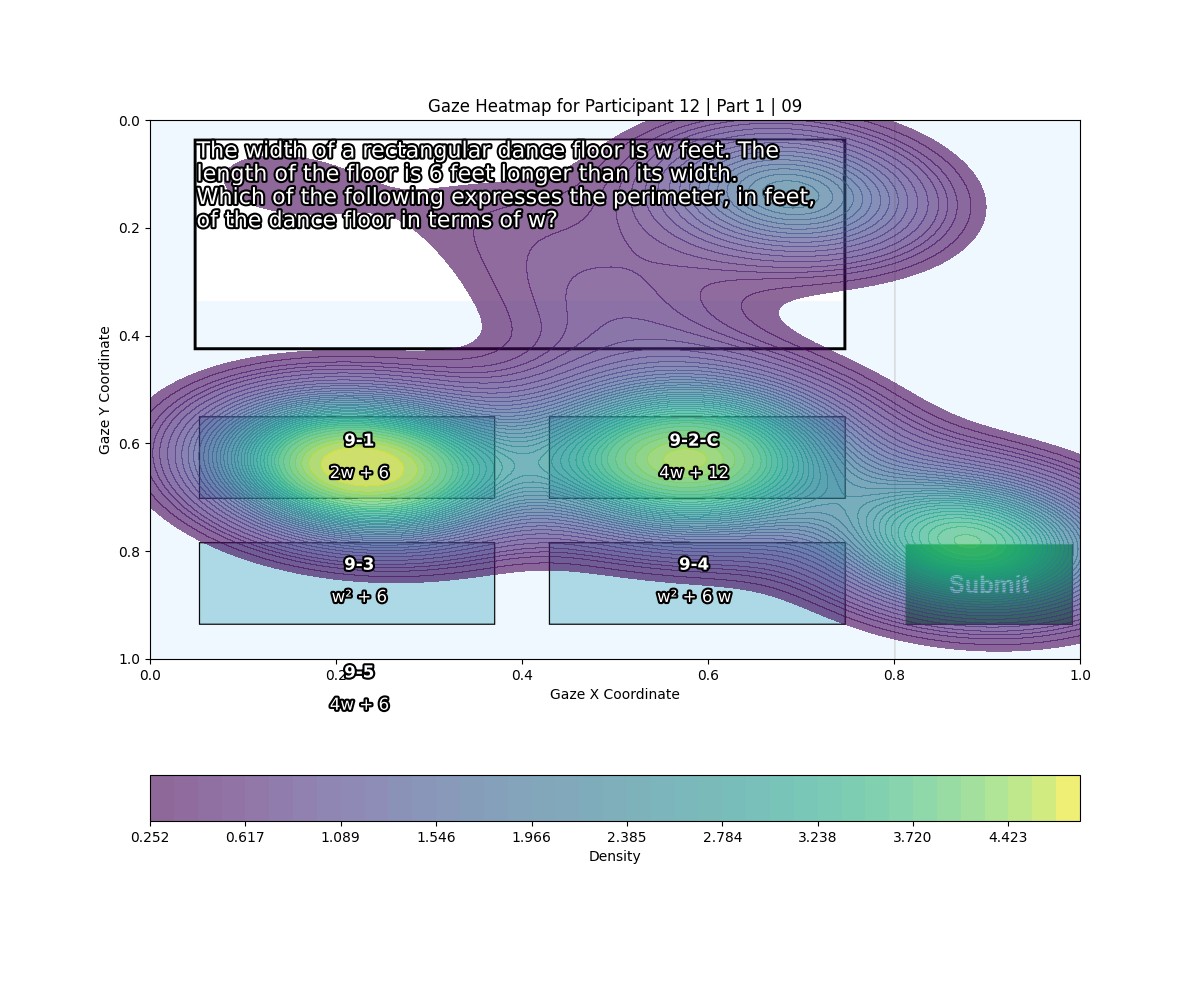 Gaze Heatmap for Participant 12 | Part 1 | 09
The width of a rectangular dance floor is w feet. The
length of the floor is 6 feet longer than its width.
Which of the following expresses the perimeter, in feet,
of the dance floor in terms of w?
Gaze Y Coordinate
0.0
0.2
0.4
0.6
0.8
1.0
9-1
2w + 6
9-2-C
4w + 12
9-3
w² + 6
9-4
w² + 6 w
Submit
0.0 0.2 0.4 0.6 0.8 1.0
9-5
4w + 6
Gaze X Coordinate
0.252 0.617 1.089 1.546 1.966 2.385 2.784 3.238 3.720 4.423
Density